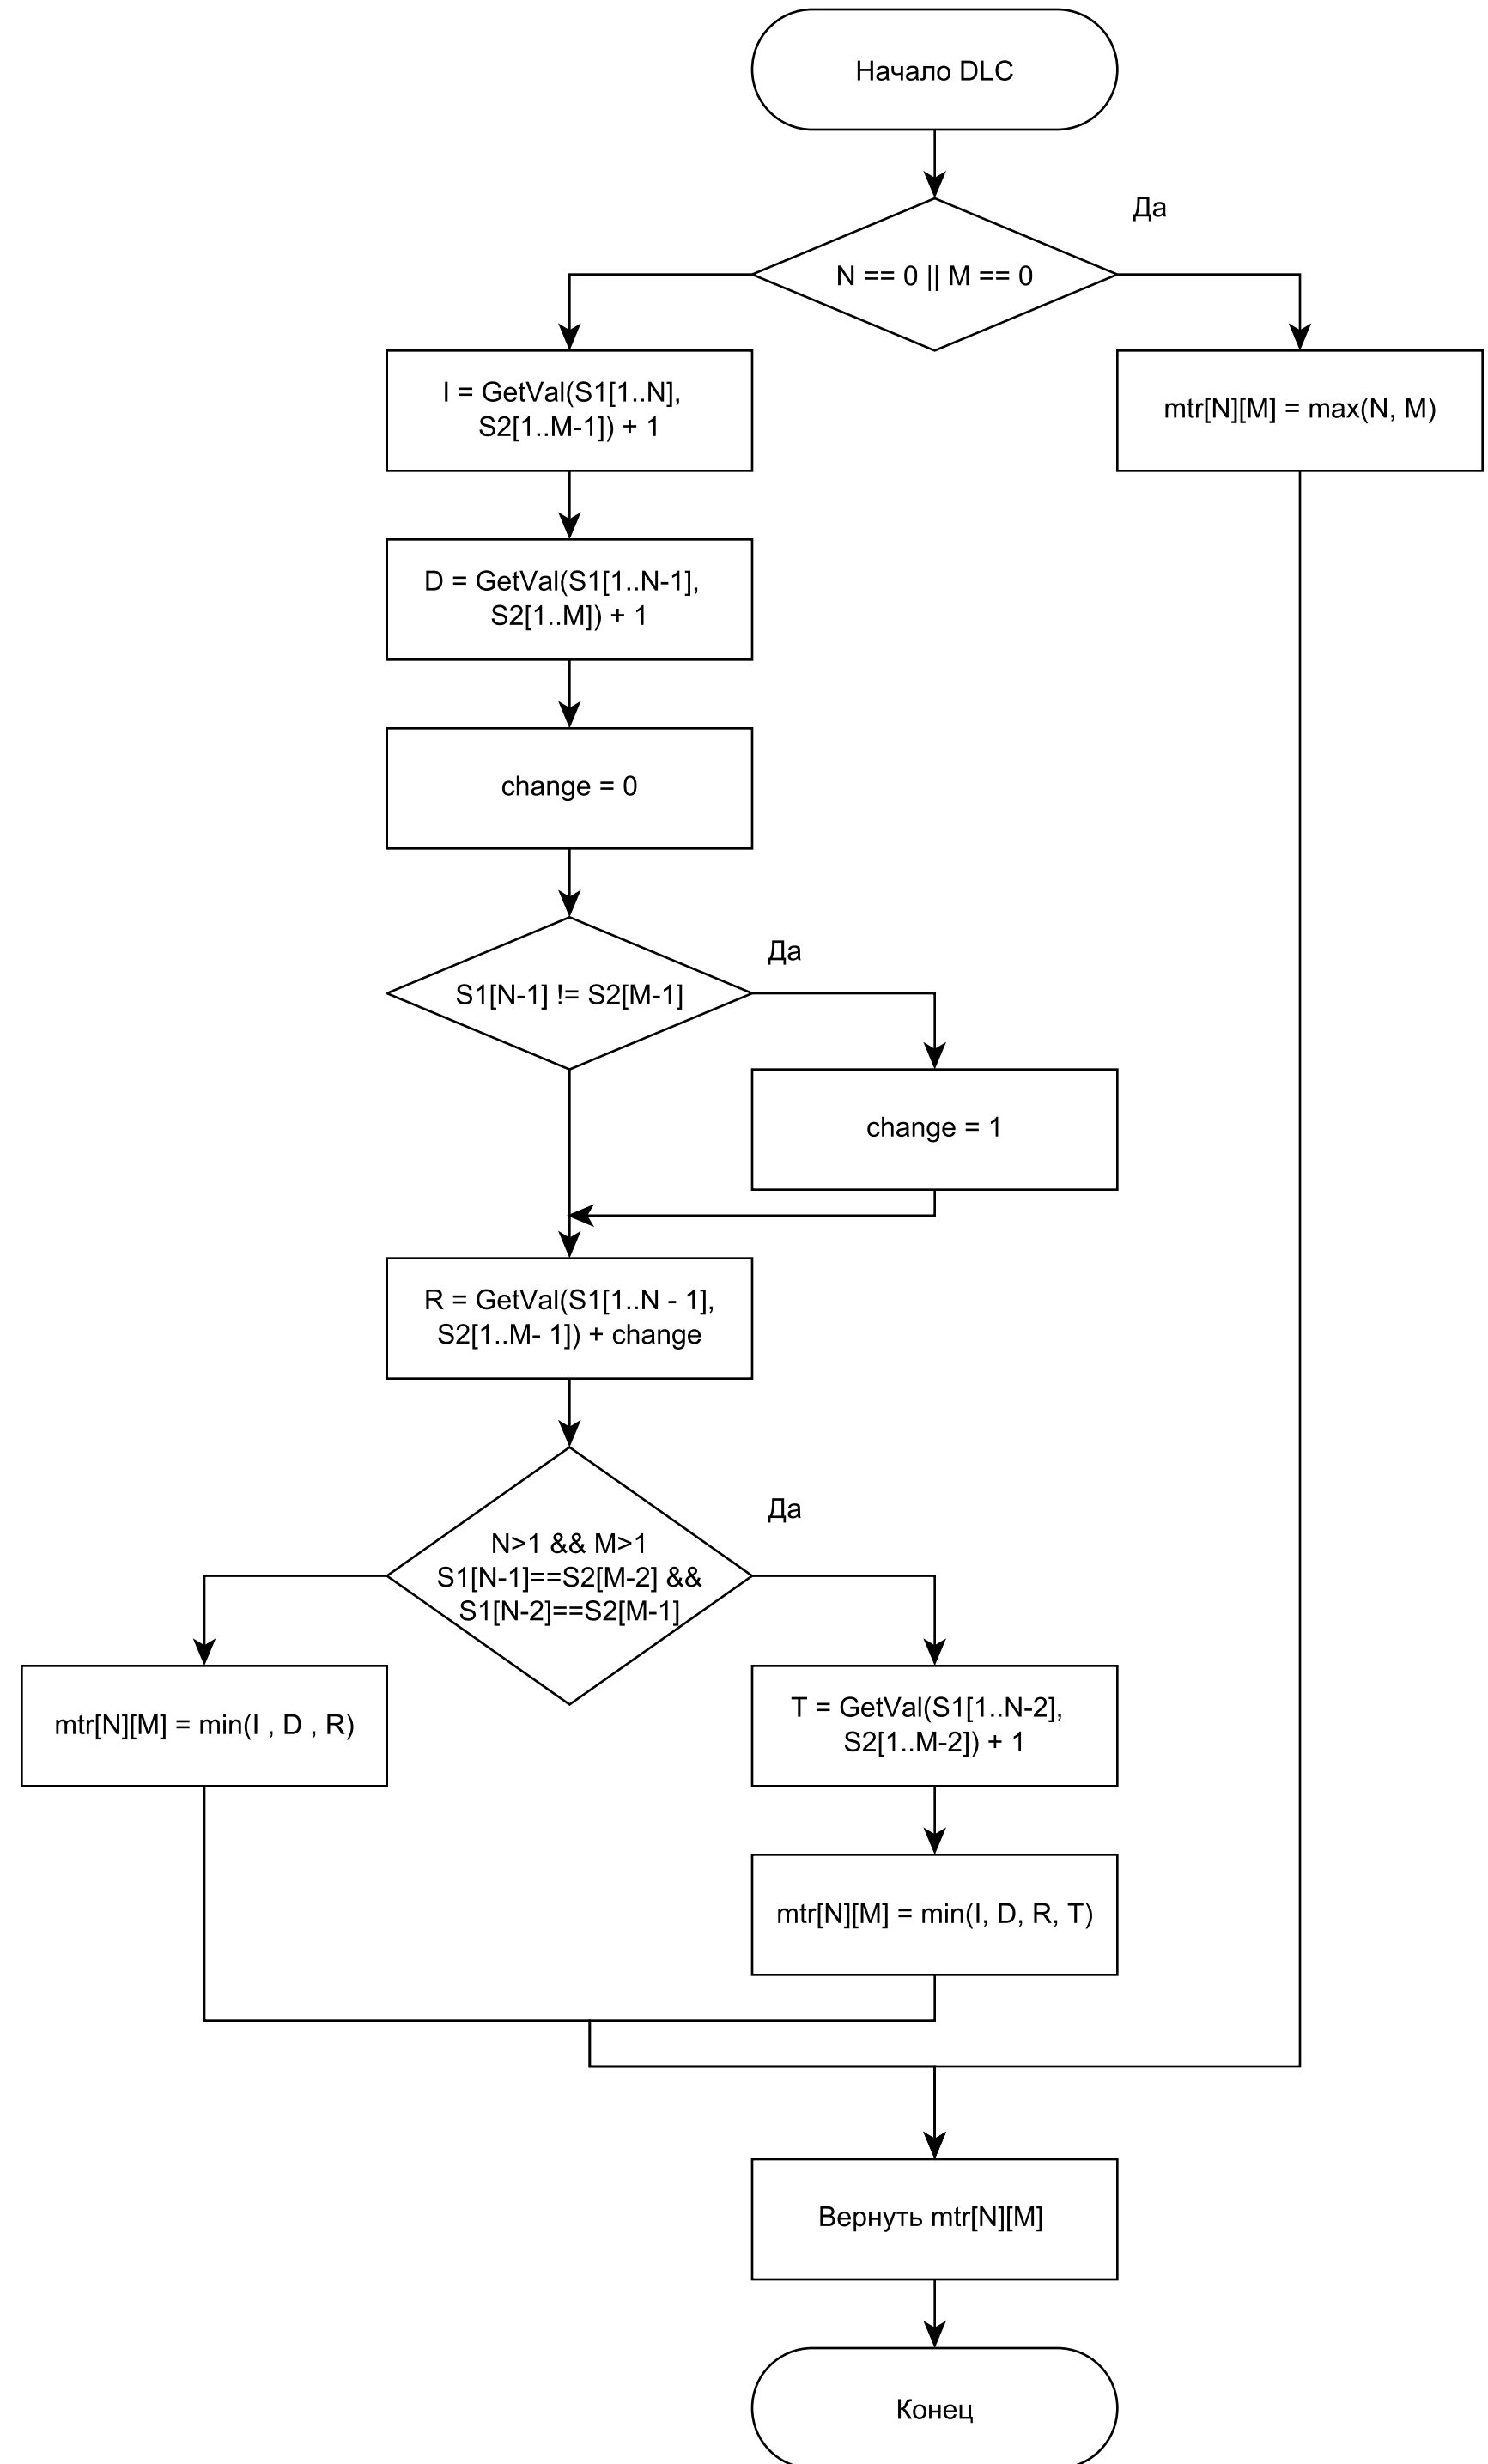 Начало DLC
Да
N == 0 || M == 0
I = GetVal(S1[1..N],
S2[1..M-1]) + 1
mtr[N][M] = max(N, M)
D = GetVal(S1[1..N-1],
S2[1..M]) + 1
change = 0
Да
S1[N-1] != S2[M-1]
change = 1
R = GetVal(S1[1..N - 1],
S2[1..M- 1]) + change
Да
N>1 && M>1
S1[N-1]==S2[M-2] &&
S1[N-2]==S2[M-1]
mtr[N][M] = min(I , D , R)
T = GetVal(S1[1..N-2],
S2[1..M-2]) + 1
mtr[N][M] = min(I, D, R, T)
Вернуть mtr[N][M]
Конец